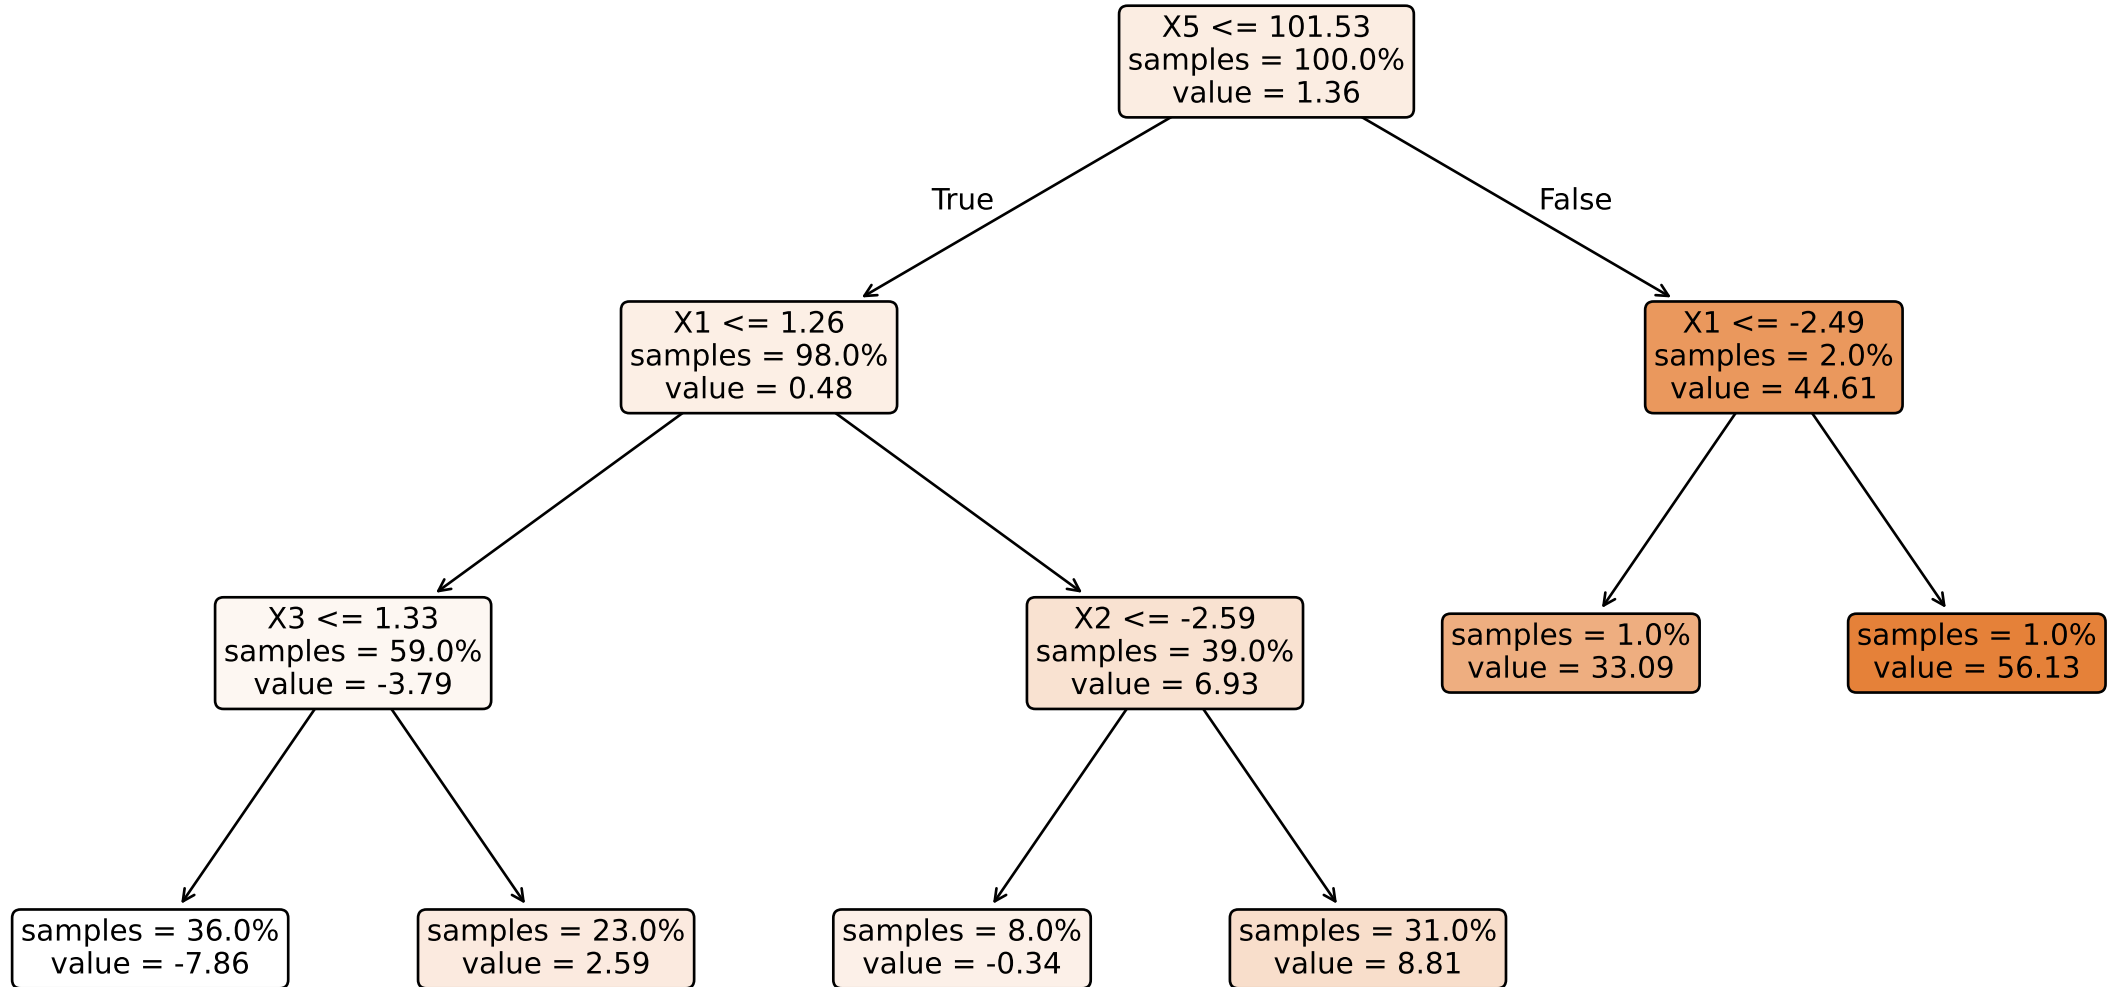 X5 <= 101.53
samples = 100.0%
value = 1.36
True
False
X1 <= 1.26
samples = 98.0%
value = 0.48
X1 <= -2.49
samples = 2.0%
value = 44.61
X3 <= 1.33
samples = 59.0%
value = -3.79
X2 <= -2.59
samples = 39.0%
value = 6.93
samples = 1.0%
value = 33.09
samples = 1.0%
value = 56.13
samples = 36.0%
value = -7.86
samples = 23.0%
value = 2.59
samples = 8.0%
value = -0.34
samples = 31.0%
value = 8.81